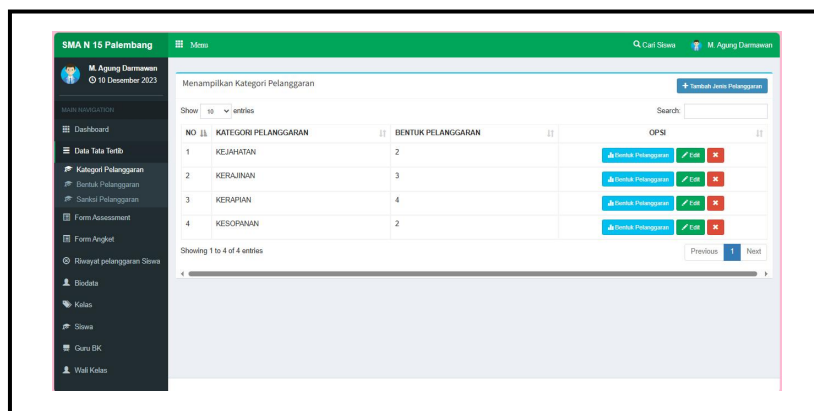 SMA N 15 Palembang
Menu
Cari Siswa
M. Agung Darmawan
M. Agung Darmawan
10 Desember 2023
MAIN NAVIGATION
Dashboard
Data Tata Tertib
Kategori Pelanggaran
Bentuk Pelanggaran
Sanksi Pelanggaran
Form Assessment
Form Angket
Riwayat pelanggaran Siswa
Biodata
Kelas
Siswa
Guru BK
Wali Kelas
Menampilkan Kategori Pelanggaran
+ Tambah Jenis Pelanggaran
Show 10 entries
Search:
NO KATEGORI PELANGGARAN BENTUK PELANGGARAN OPSI
1 KEJAHATAN 2 Bentuk Pelanggaran Edit
2 KERAJINAN 3 Bentuk Pelanggaran Edit
3 KERAPIAN 4 Bentuk Pelanggaran Edit
4 KESOPANAN 2 Bentuk Pelanggaran Edit
Showing 1 to 4 of 4 entries
Previous 1 Next